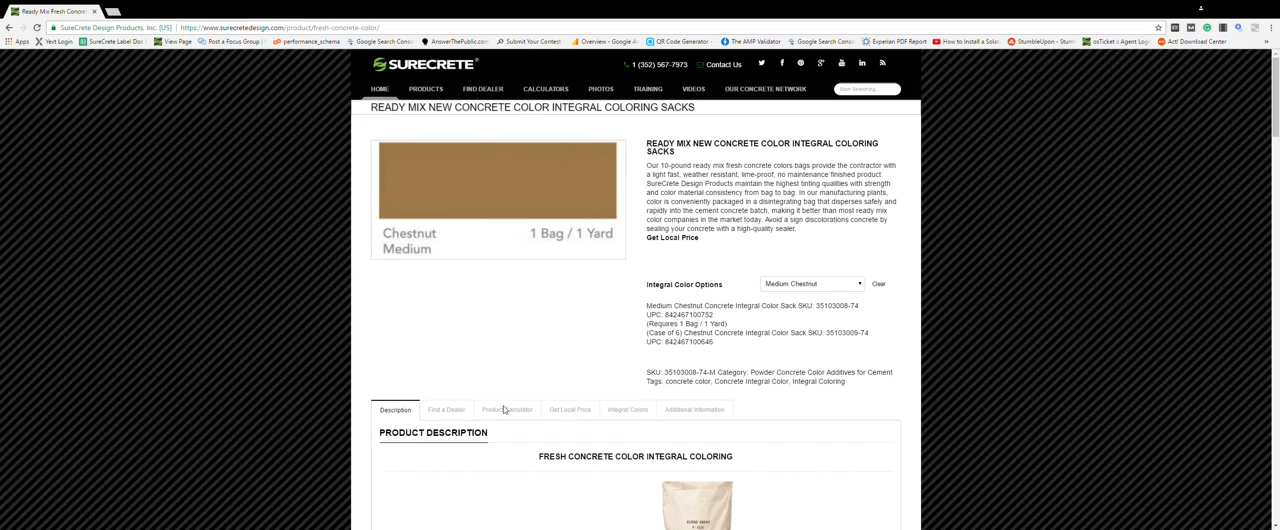 Ready Mix Fresh Concre
SureCrete Design Products, Inc. [US] https://www.surecretedesign.com/product/fresh-concrete-color/
Apps Yext Login SureCrete Label Doc View Page Post a Focus Group performance_schema Google Search Cons AnswerThePublic.com Submit Your Contest Overview - Google A QR Code Generator - The AMP Validator Google Search Cons Experian PDF Report How to Install a Sola StumbleUpon - Stum osTicket :: Agent Logi Act! Download Center
SURECRETE
1 (352) 567-7973 Contact Us
HOME PRODUCTS FIND DEALER CALCULATORS PHOTOS TRAINING VIDEOS OUR CONCRETE NETWORK Start Searching...
READY MIX NEW CONCRETE COLOR INTEGRAL COLORING SACKS
Chestnut 1 Bag / 1 Yard
Medium
READY MIX NEW CONCRETE COLOR INTEGRAL COLORING
SACKS
Our 10-pound ready mix fresh concrete colors bags provide the contractor with
a light fast, weather resistant, lime-proof, no maintenance finished product.
SureCrete Design Products maintain the highest tinting qualities with strength
and color material consistency from bag to bag. In our manufacturing plants,
color is conveniently packaged in a disintegrating bag that disperses safely and
rapidly into the cement concrete batch, making it better than most ready mix
color companies in the market today. Avoid a sign discolorations concrete by
sealing your concrete with a high-quality sealer.
Get Local Price
Integral Color Options Medium Chestnut Clear
Medium Chestnut Concrete Integral Color Sack SKU: 35103008-74
UPC: 842467100752
(Requires 1 Bag / 1 Yard)
(Case of 6) Chestnut Concrete Integral Color Sack SKU: 35103009-74
UPC: 842467100646
SKU: 35103008-74-M Category: Powder Concrete Color Additives for Cement
Tags: concrete color, Concrete Integral Color, Integral Coloring
Description Find a Dealer Product Calculator Get Local Price Integral Colors Additional Information
PRODUCT DESCRIPTION
FRESH CONCRETE COLOR INTEGRAL COLORING